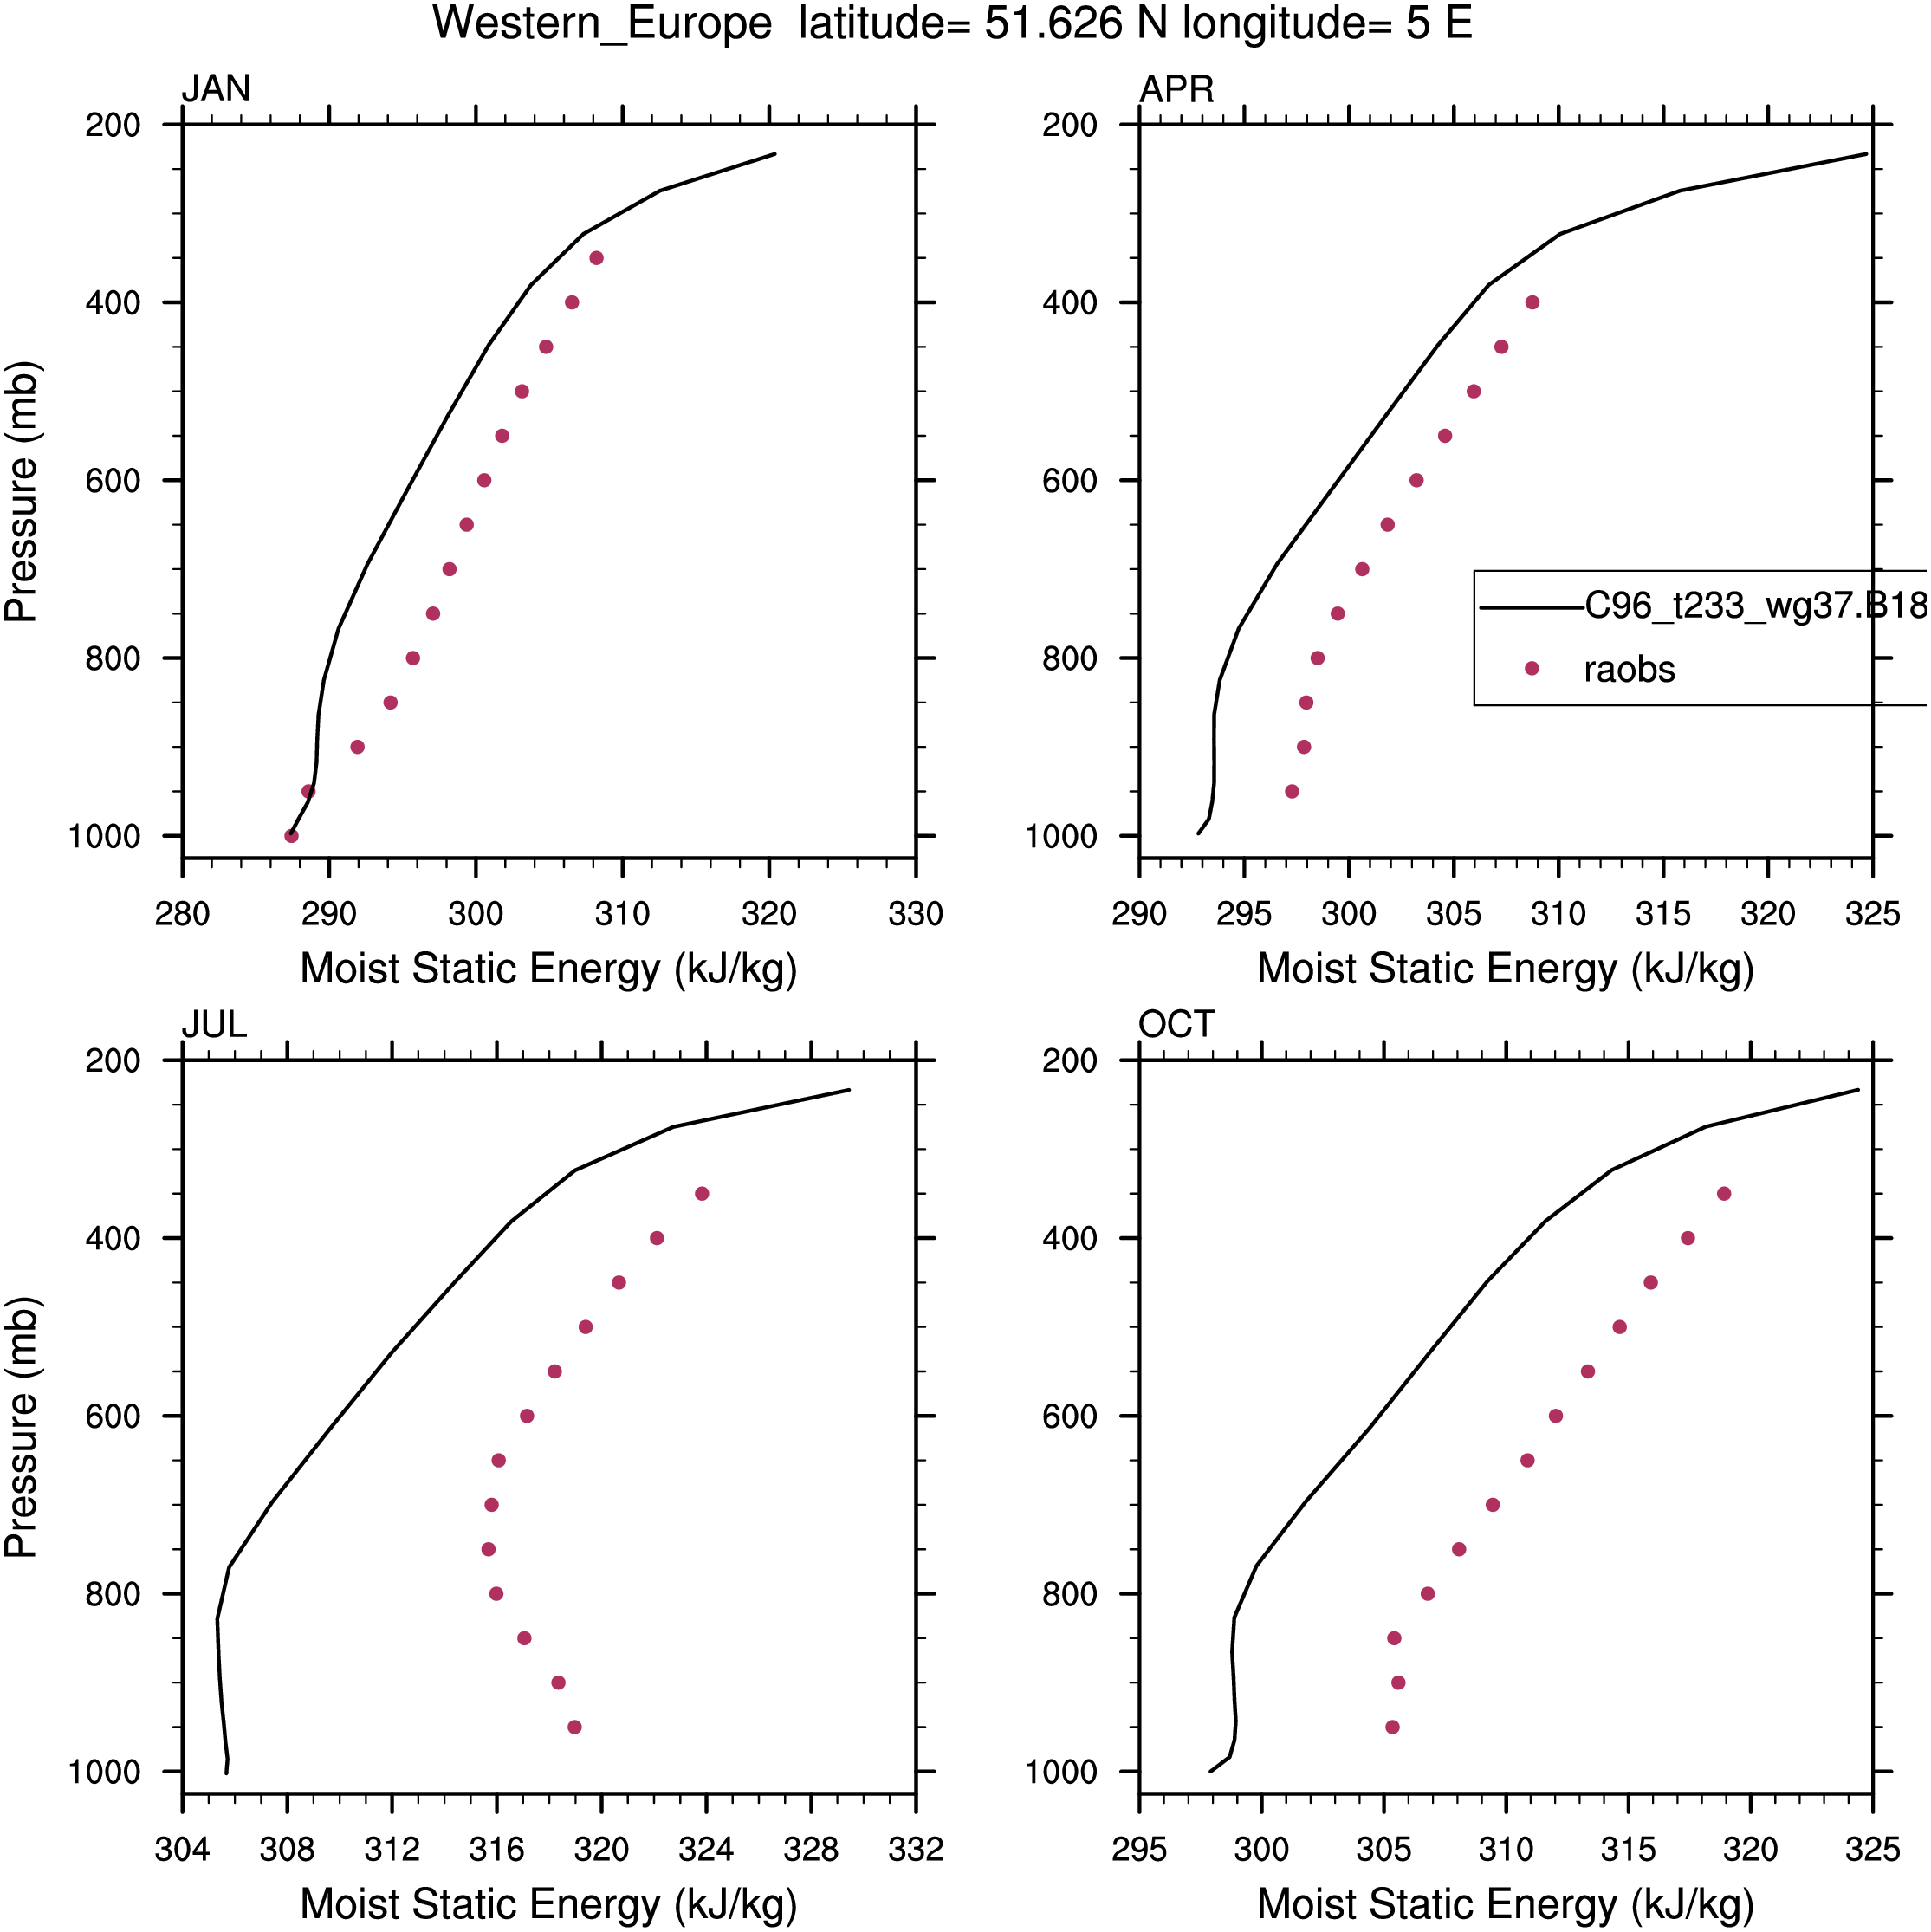 Western_Europe latitude= 51.626 N longitude= 5 E
JAN
200
400
600
800
1000
Pressure (mb)
280 290 300 310 320 330
Moist Static Energy (kJ/kg)
APR
200
400
600
800
1000
C96_t233_wg37.B18
raobs
290 295 300 305 310 315 320 325
Moist Static Energy (kJ/kg)
JUL
200
400
600
800
1000
Pressure (mb)
304 308 312 316 320 324 328 332
Moist Static Energy (kJ/kg)
OCT
200
400
600
800
1000
295 300 305 310 315 320 325
Moist Static Energy (kJ/kg)